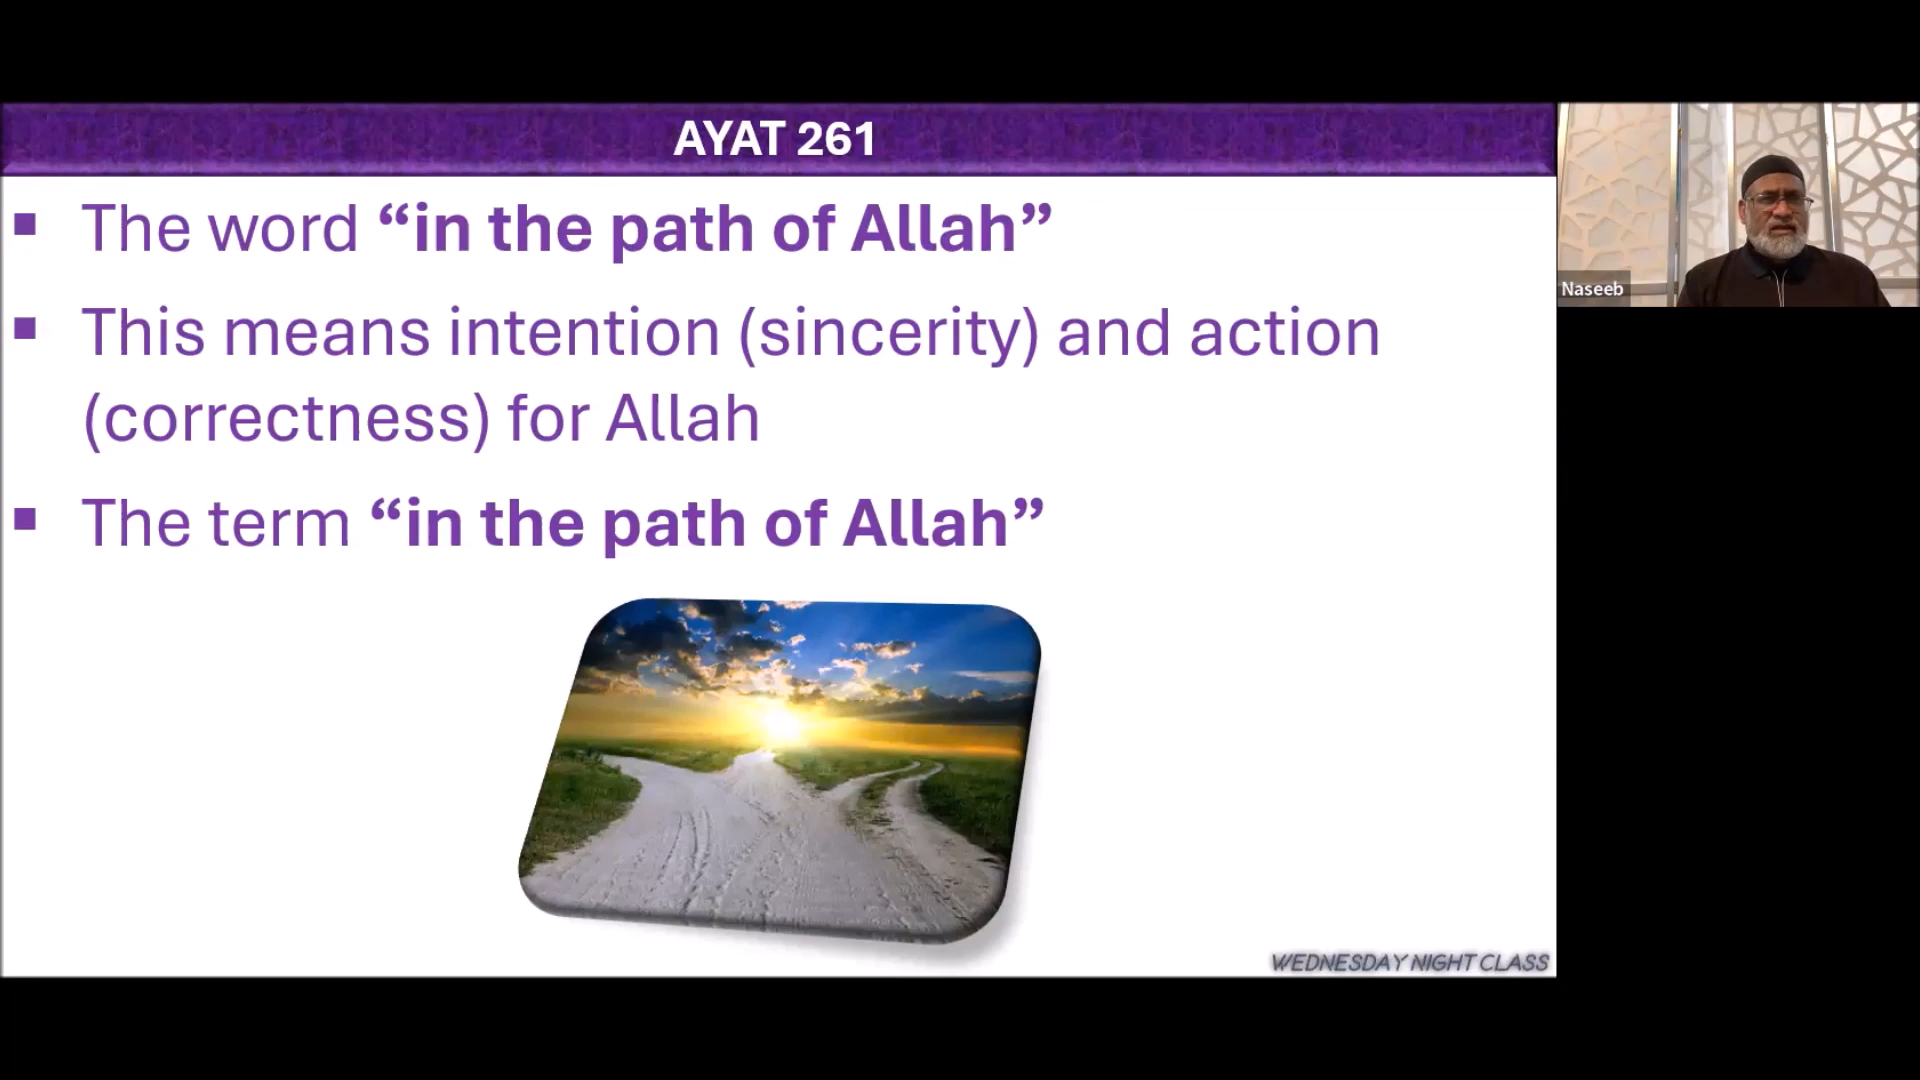 AYAT 261
▪ The word “in the path of Allah”
▪ This means intention (sincerity) and action
(correctness) for Allah
▪ The term “in the path of Allah”
WEDNESDAY NIGHT CLASS
Naseeb